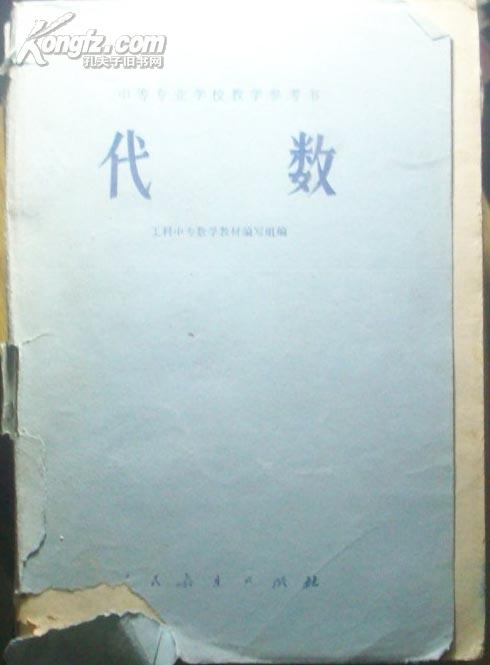 Kongfz.com
孔夫子旧书网
中等专业学校教学参考书
代数
工科中专数学教材编写组编
人民教育出版社